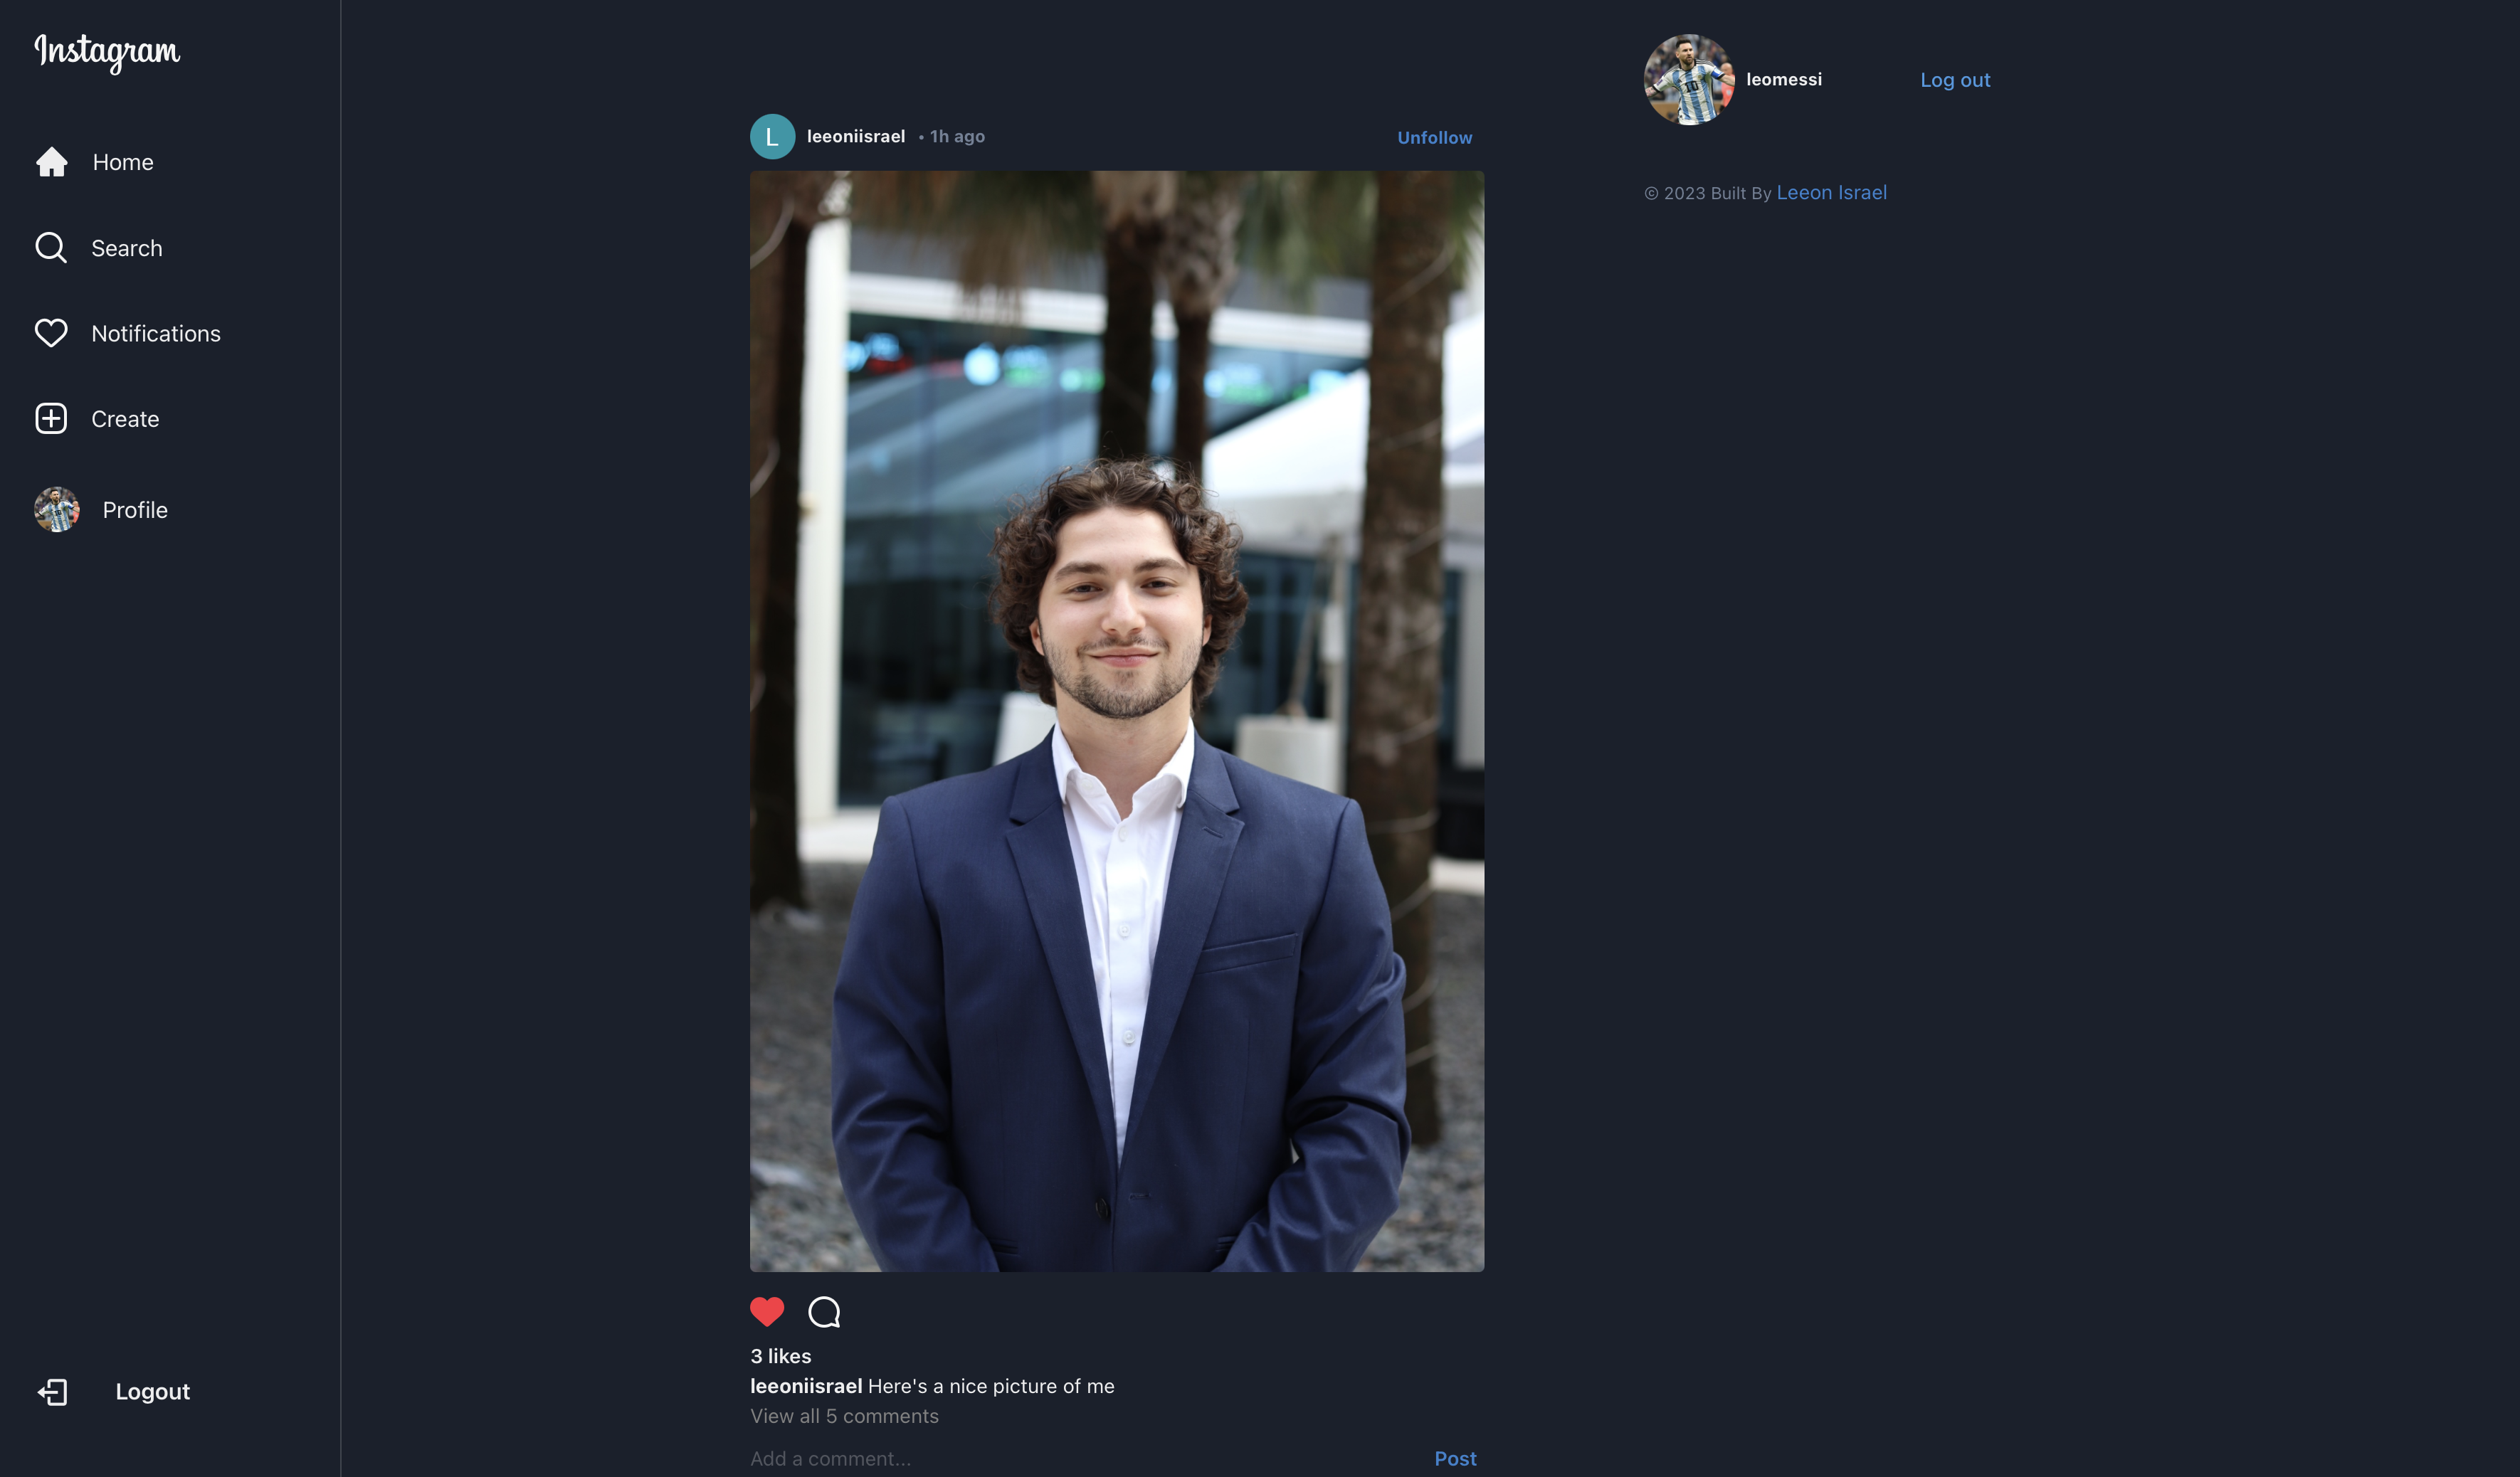 Instagram
Home
Search
Notifications
Create
Profile
Logout
L leeoniisrael • 1h ago Unfollow
3 likes
leeoniisrael Here's a nice picture of me
View all 5 comments
Add a comment... Post
leomessi Log out
© 2023 Built By Leeon Israel
10